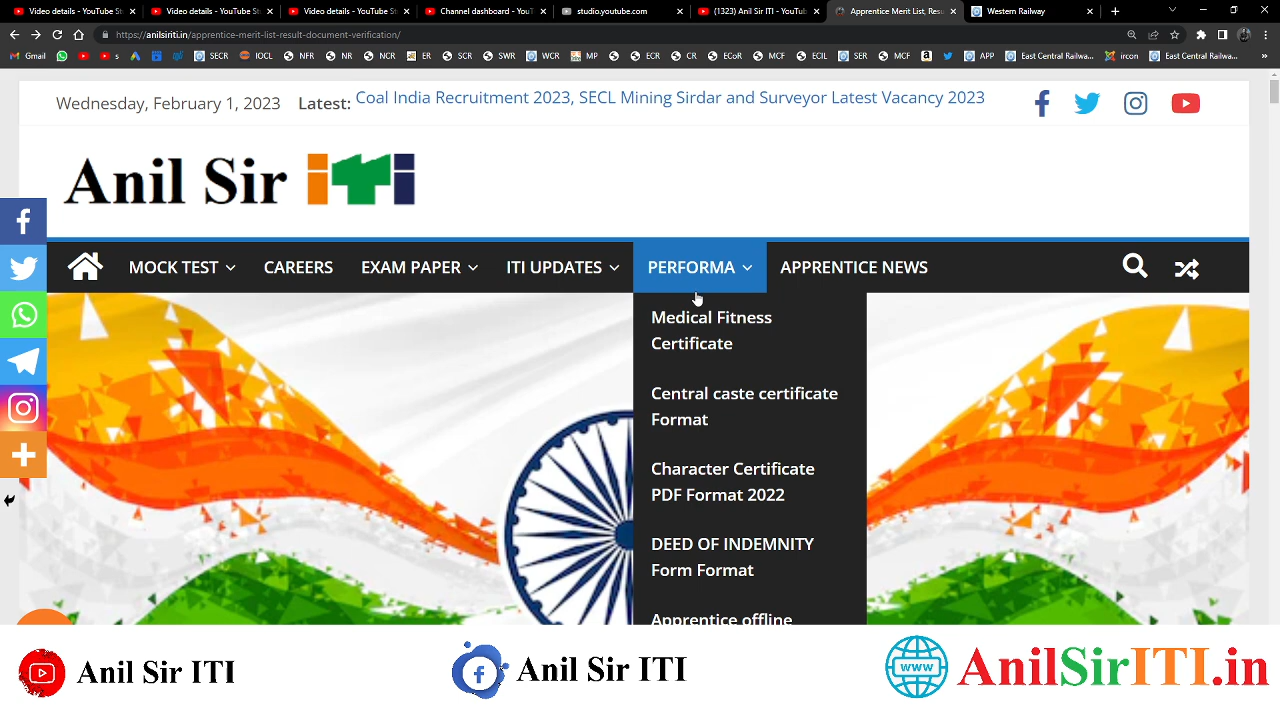 Video details - YouTube St
Video details - YouTube St
Video details - YouTube St
Channel dashboard - YouT
studio.youtube.com
(1323) Anil Sir ITI - YouTub
Apprentice Merit List, Resu
Western Railway
https://anilsiriti.in/apprentice-merit-list-result-document-verification/
Gmail
s
SECR
IOCL
NFR
NR
NCR
ER
SCR
SWR
WCR
MP
ECR
CR
ECoR
MCF
ECIL
SER
MCF
APP
East Central Railwa...
ircon
East Central Railwa...
»
Wednesday, February 1, 2023
Latest:
Coal India Recruitment 2023, SECL Mining Sirdar and Surveyor Latest Vacancy 2023
Anil Sir iTi
MOCK TEST
CAREERS
EXAM PAPER
ITI UPDATES
PERFORMA
APPRENTICE NEWS
Medical Fitness
Certificate
Central caste certificate
Format
Character Certificate
PDF Format 2022
DEED OF INDEMNITY
Form Format
Apprentice offline
Anil Sir ITI
Anil Sir ITI
www
AnilSirITI.in